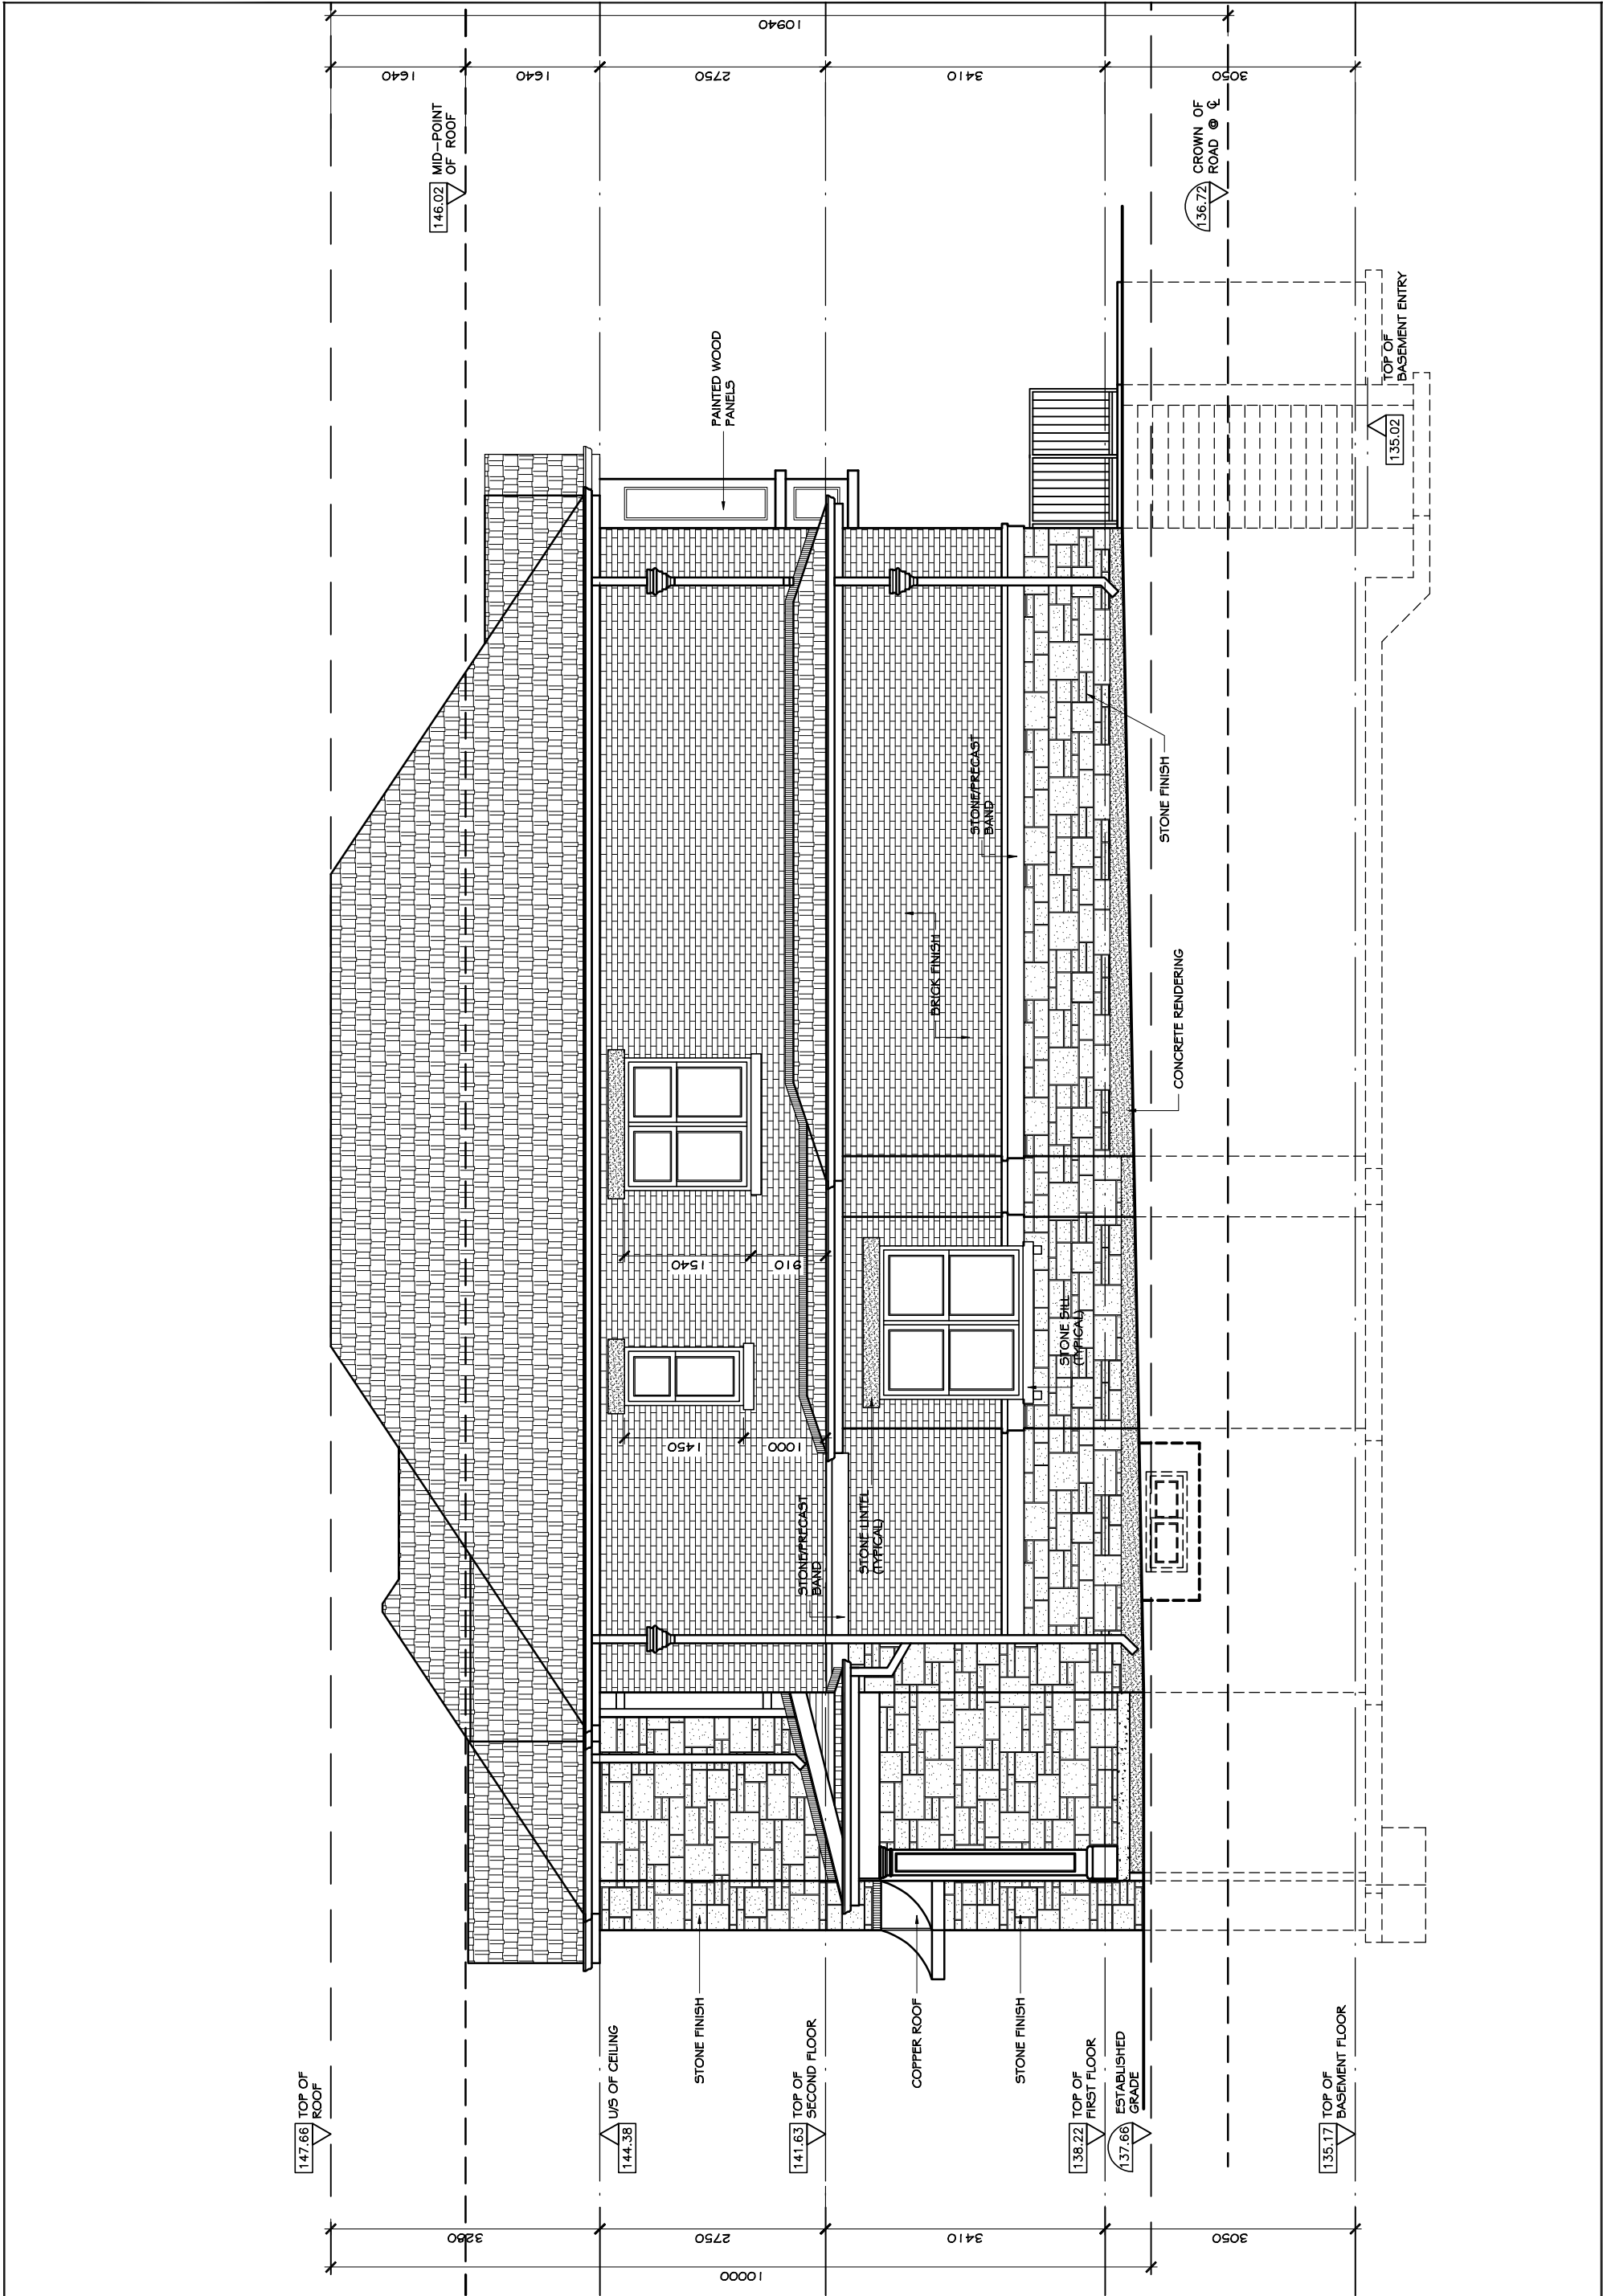 10940
1640
1640
2750
3410
3050
146.02
MID-POINT
OF ROOF
136.72
CROWN OF
ROAD @ ℄
PAINTED WOOD
PANELS
TOP OF
BASEMENT ENTRY
135.02
STONE/PRECAST
BAND
STONE FINISH
BRICK FINISH
CONCRETE RENDERING
1540
910
STONE SILL
(TYPICAL)
1450
1000
STONE/PRECAST
BAND
STONE LINTEL
(TYPICAL)
STONE FINISH
COPPER ROOF
STONE FINISH
147.66
TOP OF
ROOF
U/S OF CEILING
144.38
141.63
TOP OF
SECOND FLOOR
138.22
TOP OF
FIRST FLOOR
137.66
ESTABLISHED
GRADE
135.17
TOP OF
BASEMENT FLOOR
3280
2750
3410
3050
10000